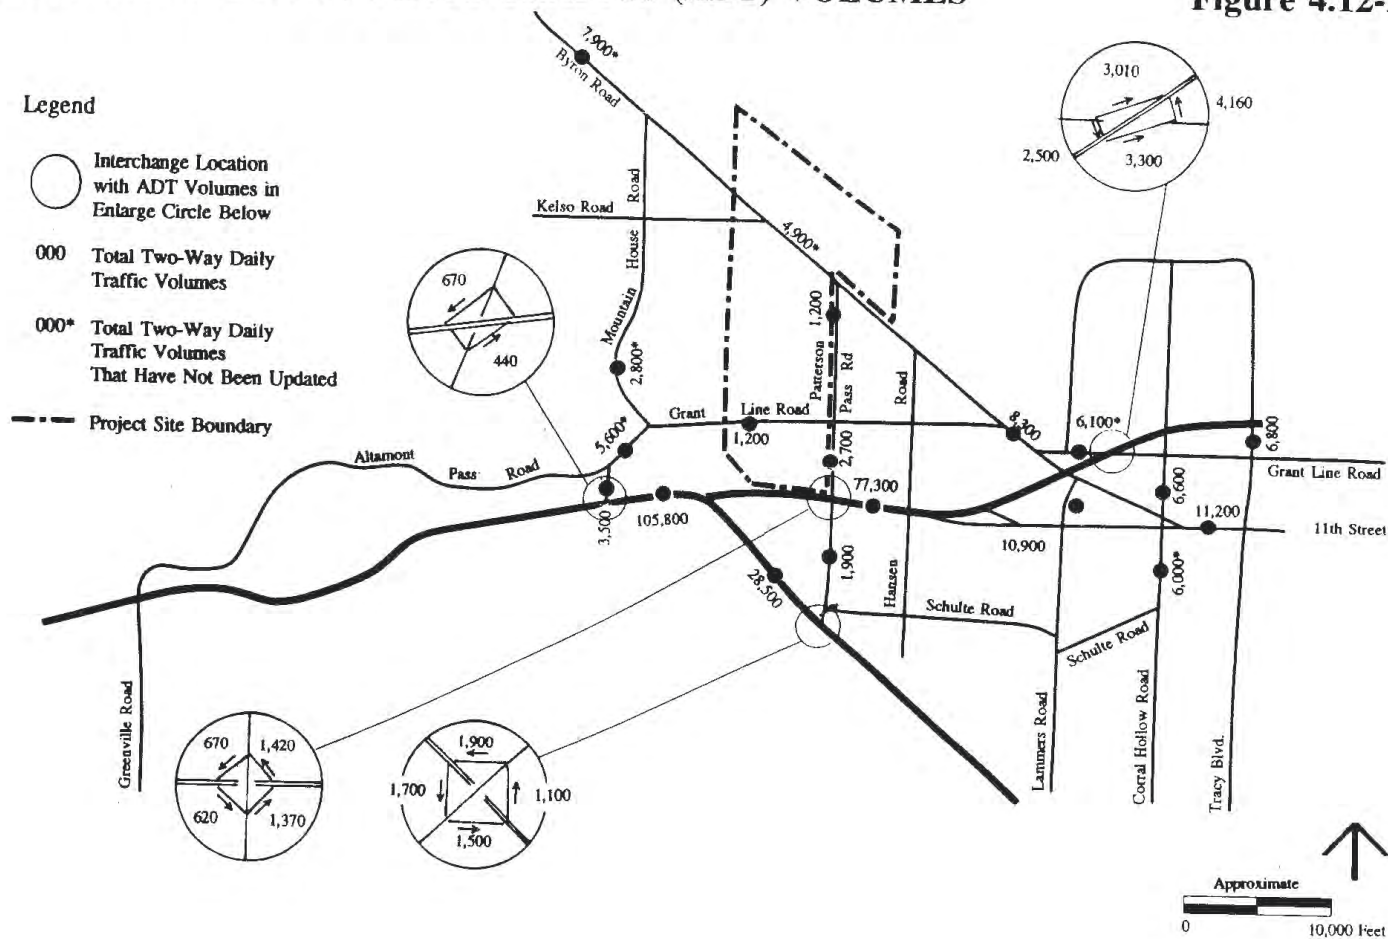 VOLUMES
Figure 4.12-
Legend
Interchange Location
with ADT Volumes in
Enlarge Circle Below
000 Total Two-Way Daily
Traffic Volumes
000* Total Two-Way Daily
Traffic Volumes
That Have Not Been Updated
Project Site Boundary
7,900*
Byron Road
3,010
4,160
2,500
3,300
Kelso Road
Mountain House Road
4,900*
670
440
2,800*
1,200
Patterson
Pass Rd
Grant Line Road
1,200
2,700
5,600*
Altamont
Pass Road
3,500
105,800
77,300
8,300
6,100*
6,800
Grant Line Road
6,600
11,200
11th Street
10,900
28,500
1,900
Hansen Road
Schulte Road
6,000*
Schulte Road
Greenville Road
Lammers Road
Corral Hollow Road
Tracy Blvd.
670
1,420
620
1,370
1,900
1,700
1,100
1,500
Approximate
0
10,000 Feet